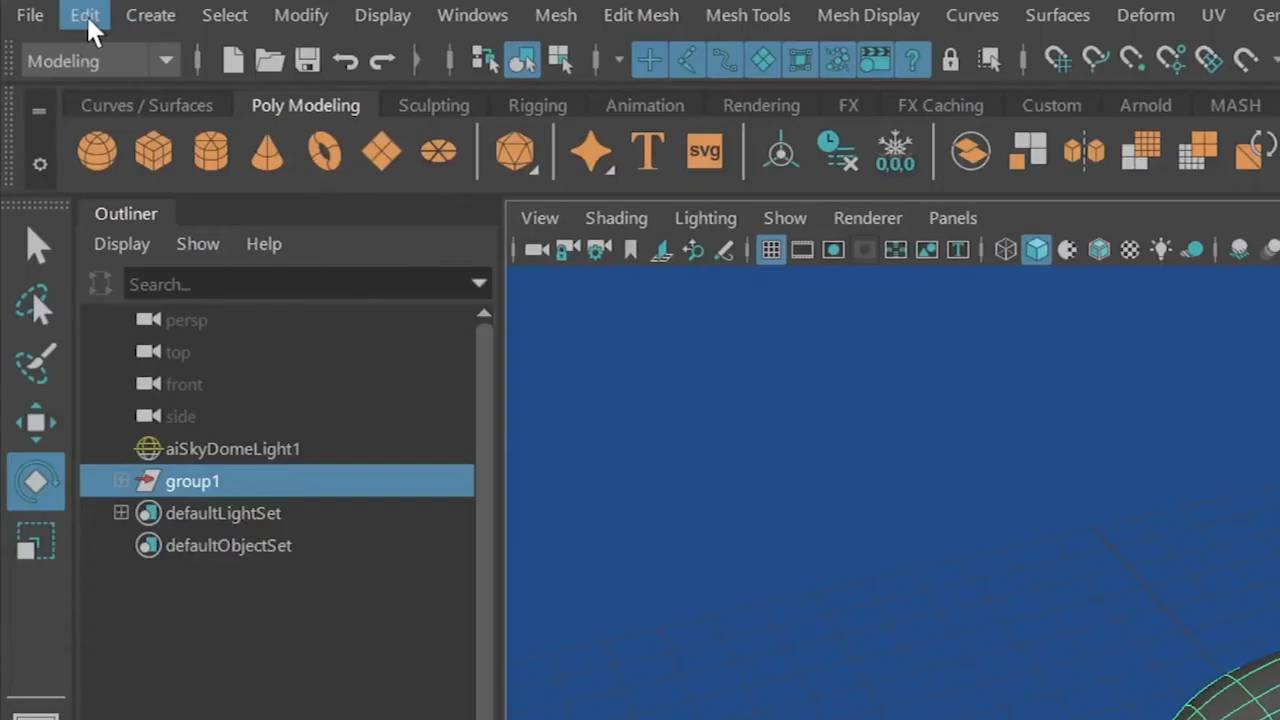 File Edit Create Select Modify Display Windows Mesh Edit Mesh Mesh Tools Mesh Display Curves Surfaces Deform UV Ger
Modeling
Curves / Surfaces Poly Modeling Sculpting Rigging Animation Rendering FX FX Caching Custom Arnold MASH
T svg 0,0,0
Outliner
View Shading Lighting Show Renderer Panels
Display Show Help
Search...
persp
top
front
side
aiSkyDomeLight1
group1
defaultLightSet
defaultObjectSet